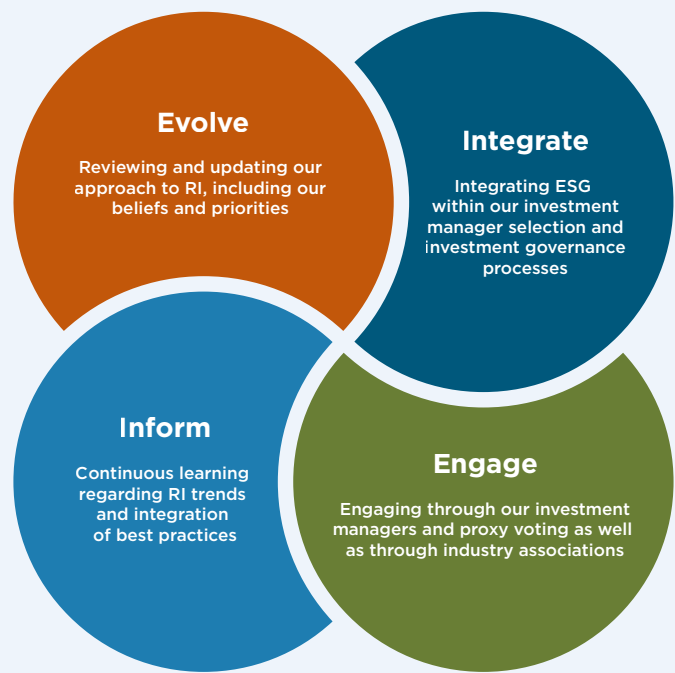 Evolve
Reviewing and updating our
approach to RI, including our
beliefs and priorities
Integrate
Integrating ESG
within our investment
manager selection and
investment governance
processes
Inform
Continuous learning
regarding RI trends
and integration
of best practices
Engage
Engaging through our investment
managers and proxy voting as well
as through industry associations